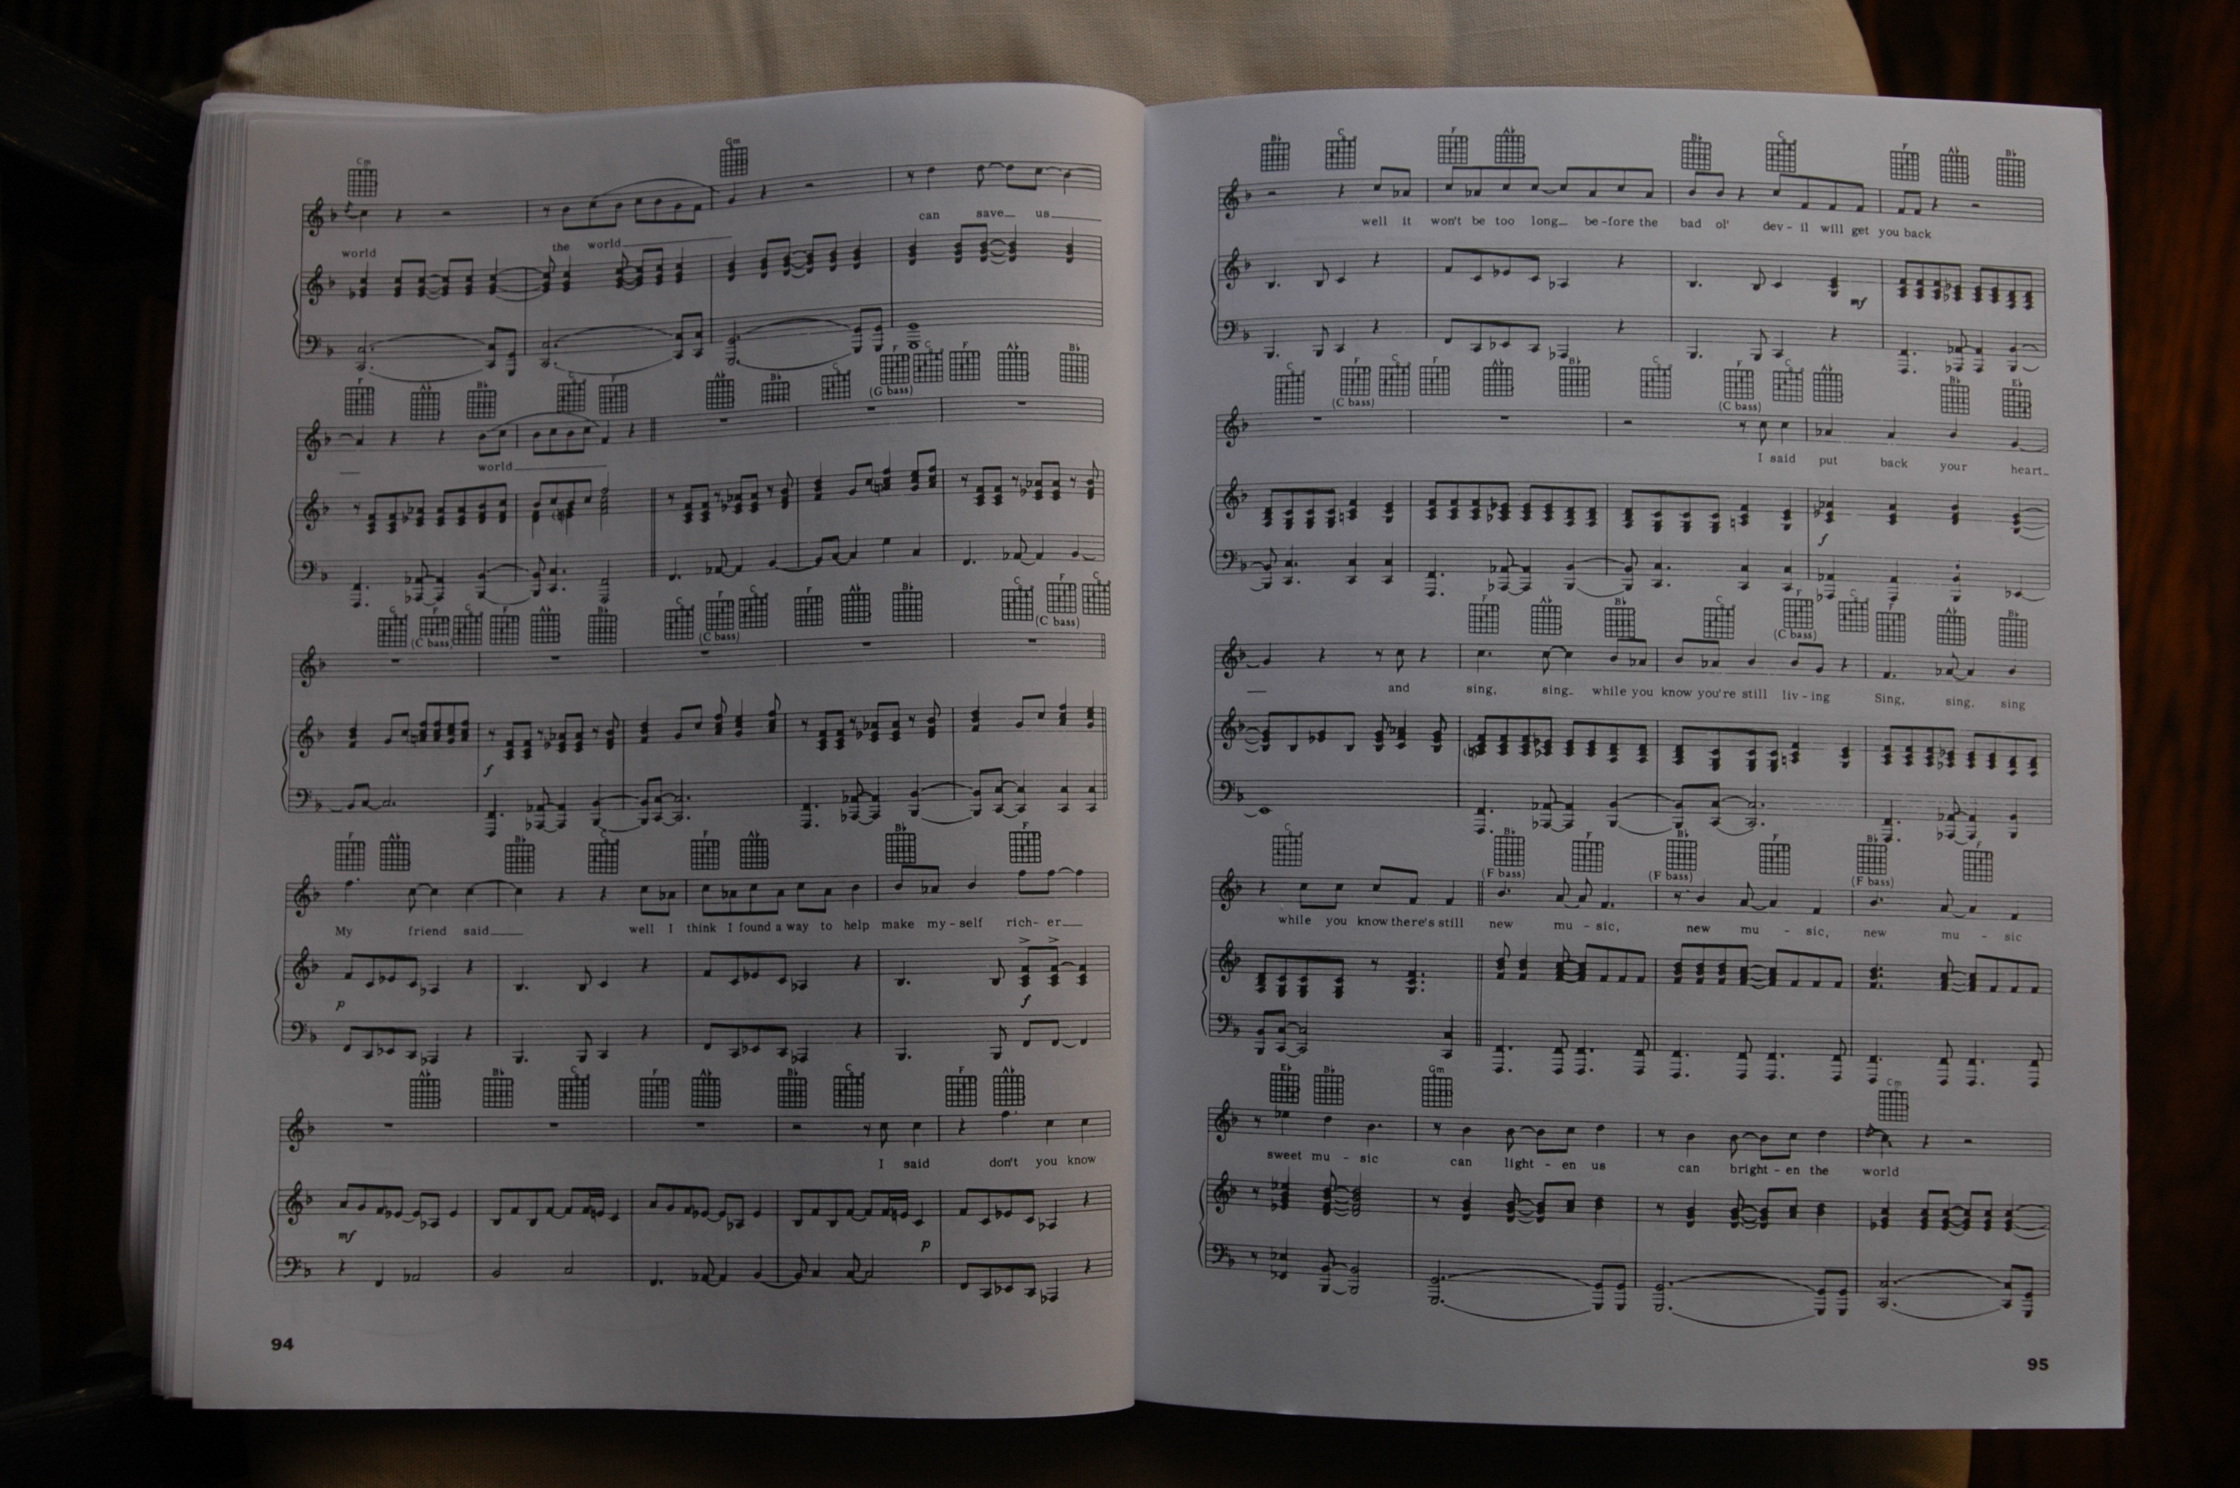 Cm Gm
can save us
world the world
F Ab Bb C F Ab Bb C F C F Ab Bb
(G bass)
world
C F C F Ab Bb C F C F Ab Bb C F C
(C bass) (C bass) (C bass)
f
F Ab Bb C F Ab Bb F
My friend said well I think I found a way to help make my-self rich-er
p f
Ab Bb C F Ab Bb C F Ab
I said don't you know
mf p
94
Bb C F Ab Bb C F Ab Bb
well it won't be too long be-fore the bad ol' dev-il will get you back
mf
C F C F Ab Bb C F C Ab Bb Eb
(C bass) (C bass)
I said put back your heart
f
F Ab Bb C F C F Ab Bb
(C bass)
and sing, sing while you know you're still liv-ing Sing, sing, sing
C Bb F Bb F Bb F
(F bass) (F bass) (F bass)
while you know there's still new mu-sic, new mu-sic, new mu-sic
Eb Bb Gm Cm
sweet mu-sic can light-en us can bright-en the world
95